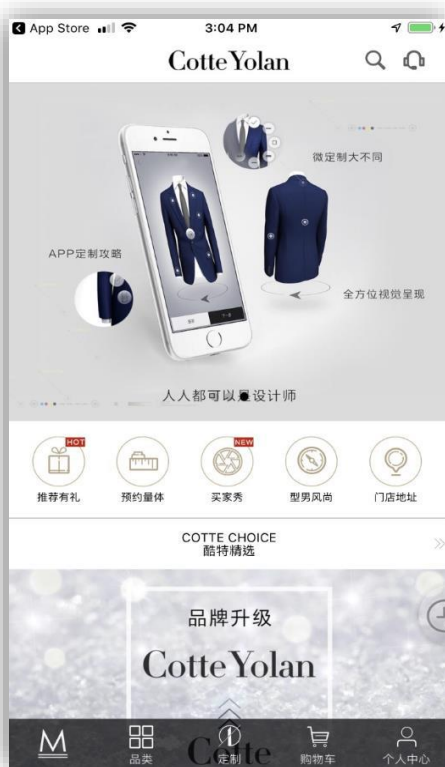 App Store
3:04 PM
Cotte Yolan
微定制大不同
APP定制攻略
全方位视觉呈现
人人都可以是设计师
HOT
NEW
推荐有礼
预约量体
买家秀
型男风尚
门店地址
COTTE CHOICE
酷特精选
品牌升级
Cotte Yolan
Cotte
M
品类
定制
购物车
个人中心